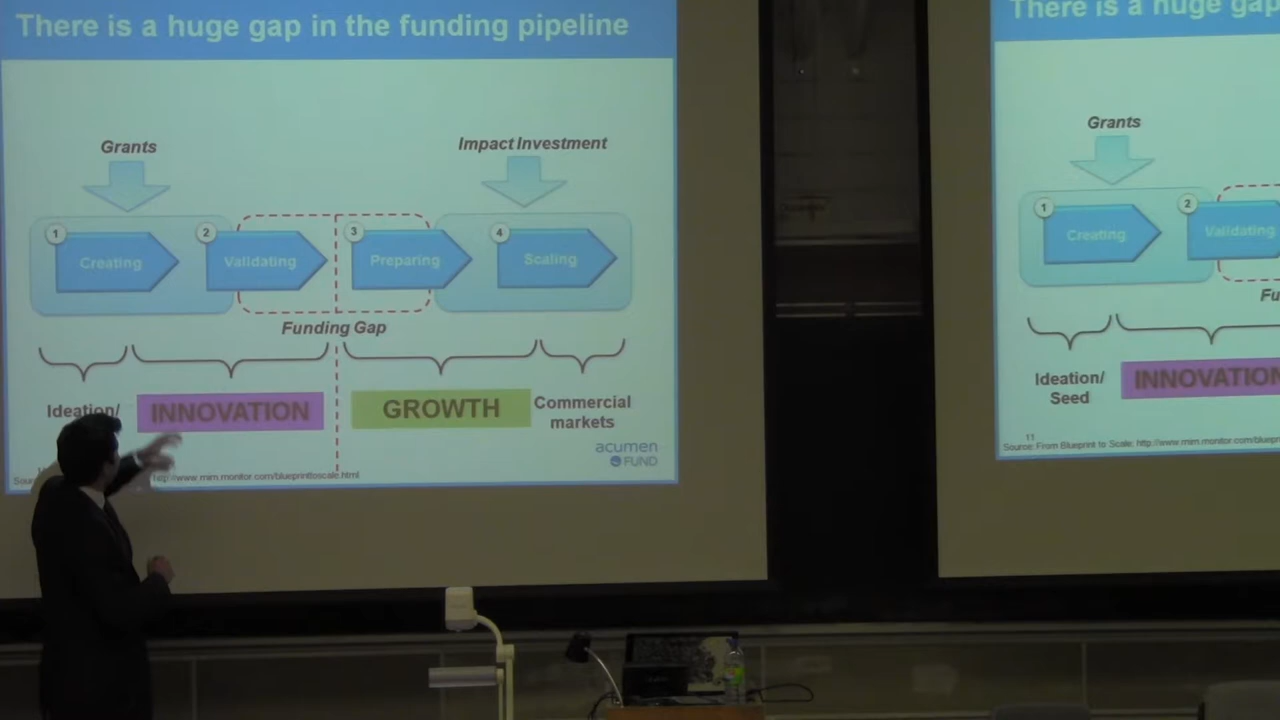 There is a huge gap in the funding pipeline
Grants
Impact Investment
1
2
3
4
Creating
Validating
Preparing
Scaling
Funding Gap
Ideation/
INNOVATION
GROWTH
Commercial
markets
acumen
FUND
http://www.mim.monitor.com/blueprinttoscale.html
There is a huge gap
Grants
1
2
Creating
Validating
Ideation/
Seed
INNOVATION
11
Source: From Blueprint to Scale; http://www.mim.monitor.com/blueprin